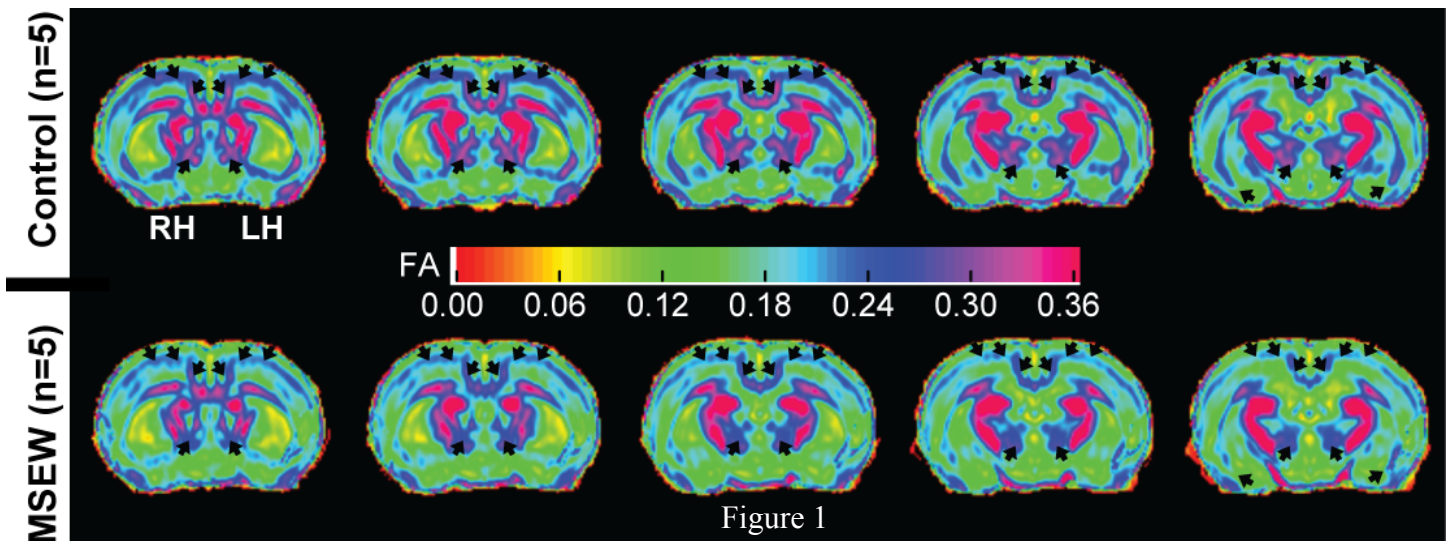 Control (n=5)
RH LH
FA
0.00 0.06 0.12 0.18 0.24 0.30 0.36
MSEW (n=5)
Figure 1